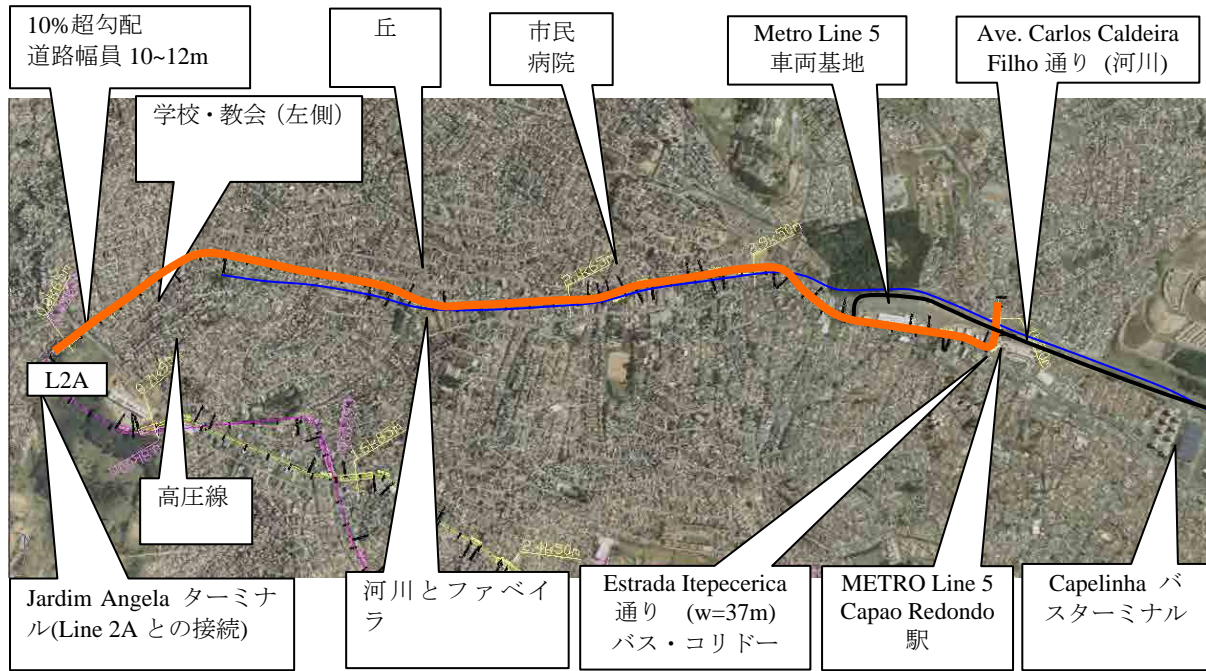 10%超勾配
道路幅員 10~12m
丘
市民
病院
Metro Line 5
車両基地
Ave. Carlos Caldeira
Filho 通り (河川)
学校・教会（左側）
L2A
高圧線
Jardim Angela ターミナ
ル(Line 2A との接続)
河川とファベイ
ラ
Estrada Itepecerica
通り (w=37m)
バス・コリドー
METRO Line 5
Capao Redondo
駅
Capelinha バ
スターミナル